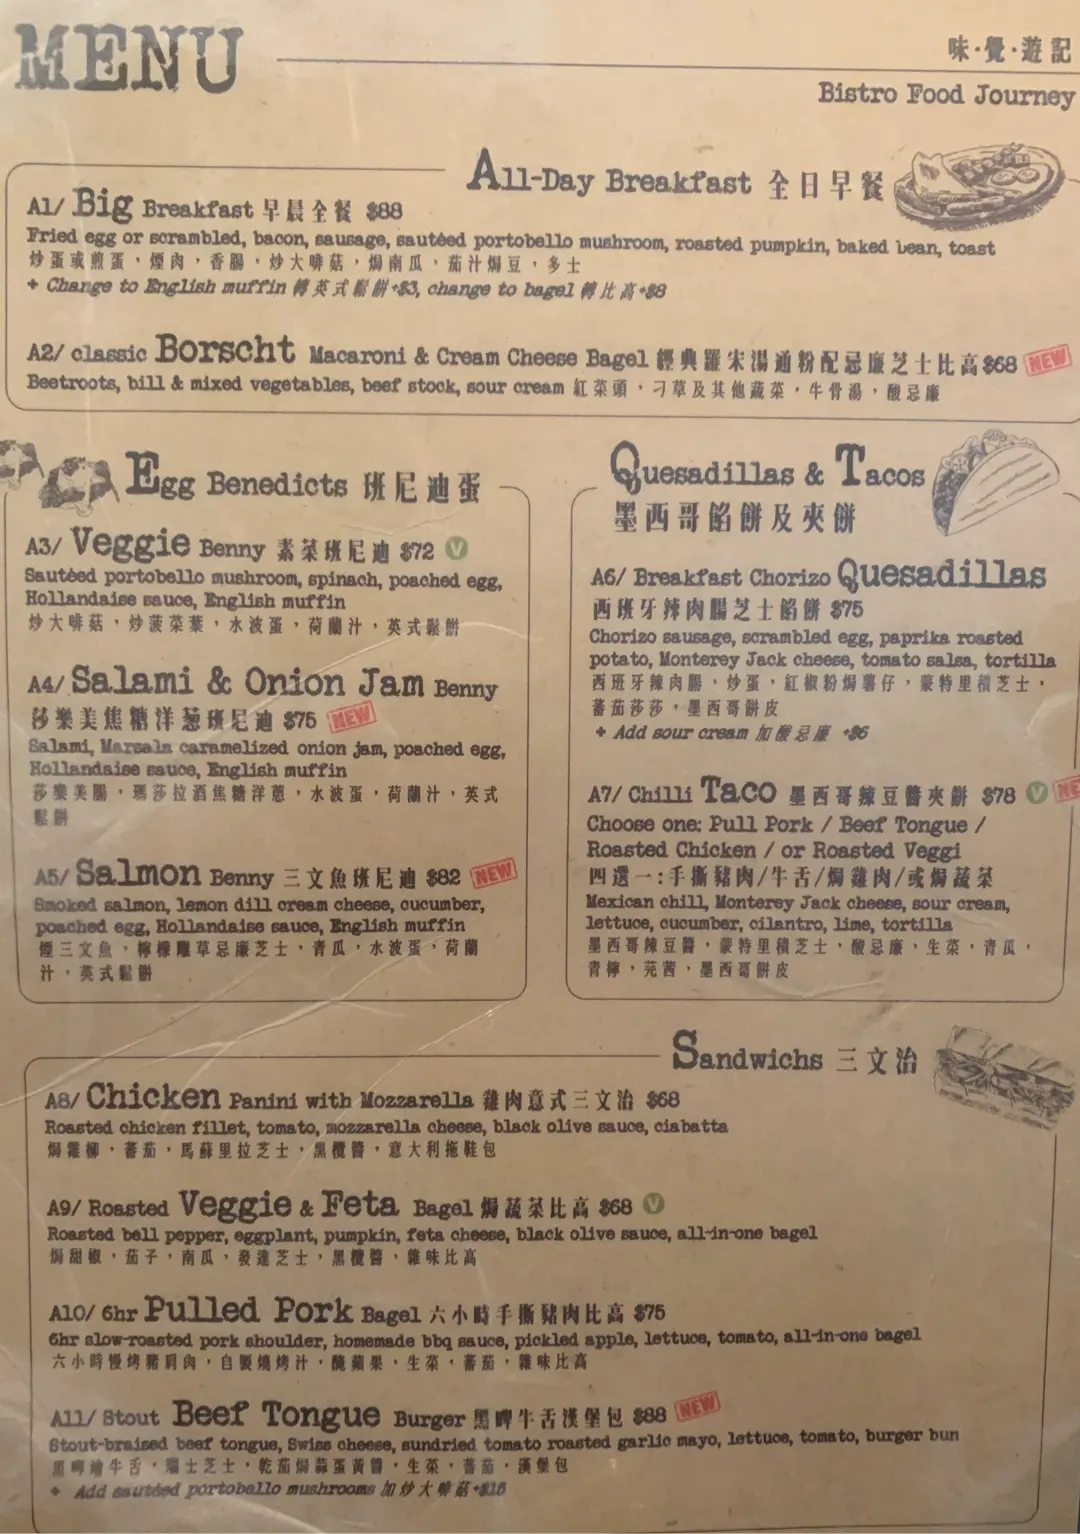 MENU
味·覺·遊記
Bistro Food Journey
All-Day Breakfast 全日早餐
A1/ Big Breakfast 早晨全餐 $88
Fried egg or scrambled, bacon, sausage, sautéed portobello mushroom, roasted pumpkin, baked bean, toast
炒蛋或煎蛋，煙肉，香腸，炒大啡菇，焗南瓜，茄汁焗豆，多士
+ Change to English muffin 轉英式鬆餅+$3, change to bagel 轉比高+$8
A2/ classic Borscht Macaroni & Cream Cheese Bagel 經典羅宋湯通粉配忌廉芝士比高 $68 NEW
Beetroots, bill & mixed vegetables, beef stock, sour cream 紅菜頭，刁草及其他蔬菜，牛骨湯，酸忌廉
Egg Benedicts 班尼迪蛋
A3/ Veggie Benny 素菜班尼迪 $72 V
Sautéed portobello mushroom, spinach, poached egg,
Hollandaise sauce, English muffin
炒大啡菇，炒菠菜葉，水波蛋，荷蘭汁，英式鬆餅
A4/ Salami & Onion Jam Benny
莎樂美焦糖洋葱班尼迪 $75 NEW
Salami, Marsala caramelized onion jam, poached egg,
Hollandaise sauce, English muffin
莎樂美腸，瑪莎拉酒焦糖洋蔥，水波蛋，荷蘭汁，英式
鬆餅
A5/ Salmon Benny 三文魚班尼迪 $82 NEW
Smoked salmon, lemon dill cream cheese, cucumber,
poached egg, Hollandaise sauce, English muffin
煙三文魚，檸檬雕草忌廉芝士，青瓜，水波蛋，荷蘭
汁，英式鬆餅
Quesadillas & Tacos
墨西哥餡餅及夾餅
A6/ Breakfast Chorizo Quesadillas
西班牙辣肉腸芝士餡餅 $75
Chorizo sausage, scrambled egg, paprika roasted
potato, Monterey Jack cheese, tomato salsa, tortilla
西班牙辣肉腸，炒蛋，紅椒粉焗薯仔，蒙特里積芝士，
蕃茄莎莎，墨西哥餅皮
+ Add sour cream 加酸忌廉 +$6
A7/ Chilli Taco 墨西哥辣豆醬夾餅 $78 V NE
Choose one: Pull Pork / Beef Tongue /
Roasted Chicken / or Roasted Veggi
四選一:手撕豬肉/牛舌/焗雞肉/或焗蔬菜
Mexican chill, Monterey Jack cheese, sour cream,
lettuce, cucumber, cilantro, lime, tortilla
墨西哥辣豆醬，蒙特里積芝士，酸忌廉，生菜，青瓜，
青檸，芫茜，墨西哥餅皮
Sandwichs 三文治
A8/ Chicken Panini with Mozzarella 雞肉意式三文治 $68
Roasted chicken fillet, tomato, mozzarella cheese, black olive sauce, ciabatta
焗雞柳，蕃茄，馬蘇里拉芝士，黑欖醬，意大利拖鞋包
A9/ Roasted Veggie & Feta Bagel 焗蔬菜比高 $68 V
Roasted bell pepper, eggplant, pumpkin, feta cheese, black olive sauce, all-in-one bagel
焗甜椒，茄子，南瓜，發達芝士，黑欖醬，雜味比高
A10/ 6hr Pulled Pork Bagel 六小時手撕豬肉比高 $75
6hr slow-roasted pork shoulder, homemade bbq sauce, pickled apple, lettuce, tomato, all-in-one bagel
六小時慢烤豬肩肉，自製燒烤汁，醃蘋果，生菜，蕃茄，雜味比高
A11/ Stout Beef Tongue Burger 黑啤牛舌漢堡包 $88 NEW
Stout-braised beef tongue, Swiss cheese, sundried tomato roasted garlic mayo, lettuce, tomato, burger bun
黑啤燴牛舌，瑞士芝士，乾茄焗蒜蛋黃醬，生菜，蕃茄，漢堡包
+ Add sautéed portobello mushrooms 加炒大啡菇+$16